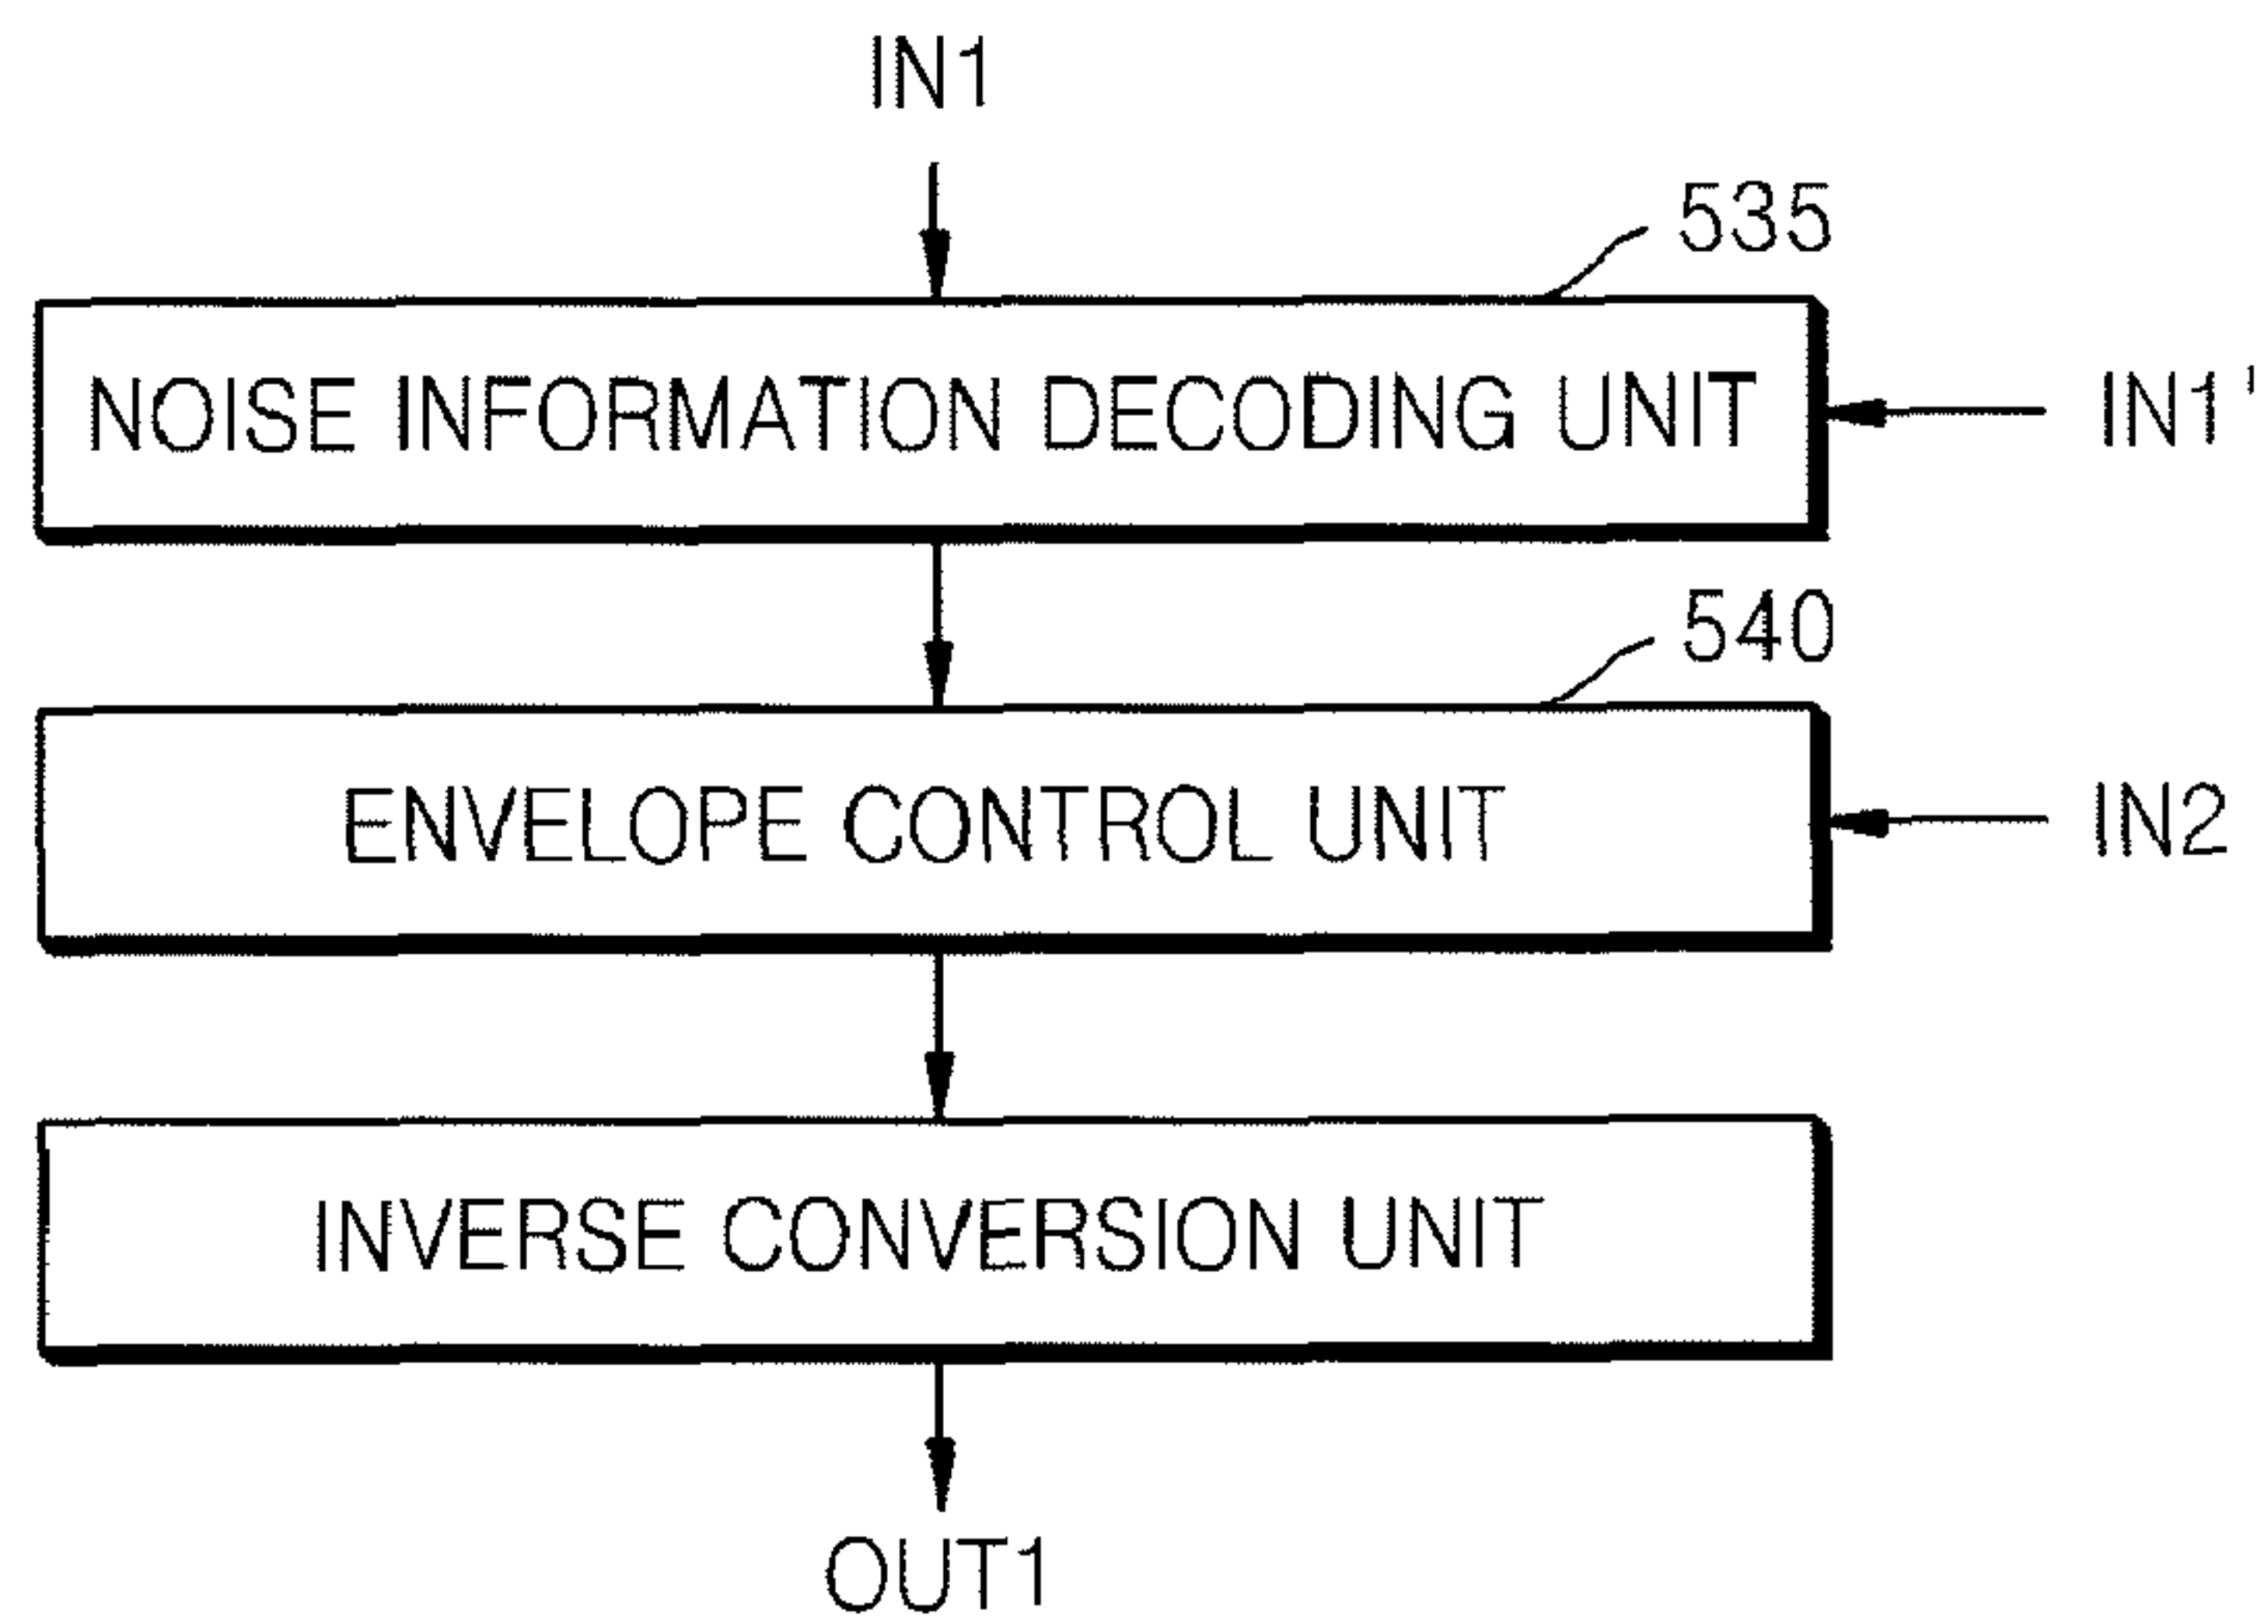 IN1
535
NOISE INFORMATION DECODING UNIT
IN1'
540
ENVELOPE CONTROL UNIT
IN2
INVERSE CONVERSION UNIT
OUT1